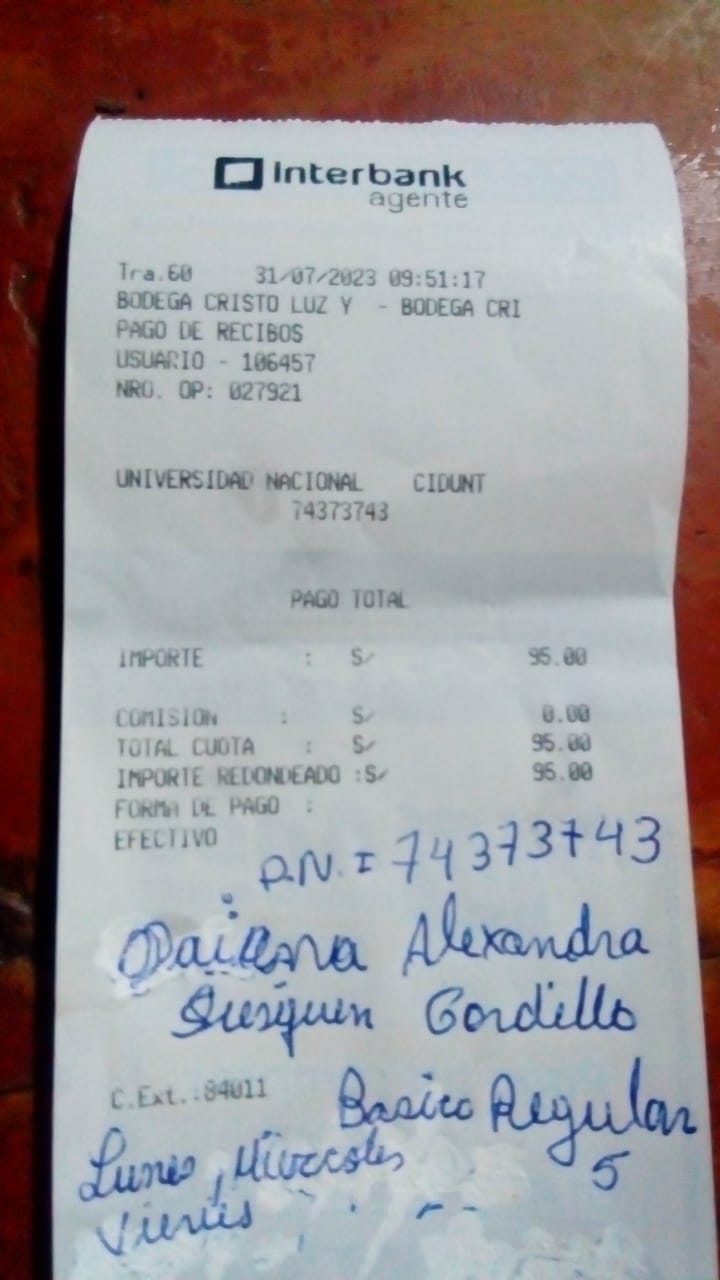 Interbank
agente
Tra.60 31/07/2023 09:51:17
BODEGA CRISTO LUZ Y - BODEGA CRI
PAGO DE RECIBOS
USUARIO - 106457
NRO. OP: 027921
UNIVERSIDAD NACIONAL CIDUNT
74373743
PAGO TOTAL
IMPORTE : S/ 95.00
COMISION : S/ 0.00
TOTAL CUOTA : S/ 95.00
IMPORTE REDONDEADO :S/ 95.00
FORMA DE PAGO :
EFECTIVO
D.N.I 74373743
Daiana Alexandra
Susquen Gordillo
C.Ext.:84011 Basico Regular
Lunes, Miercoles 5
Viernes